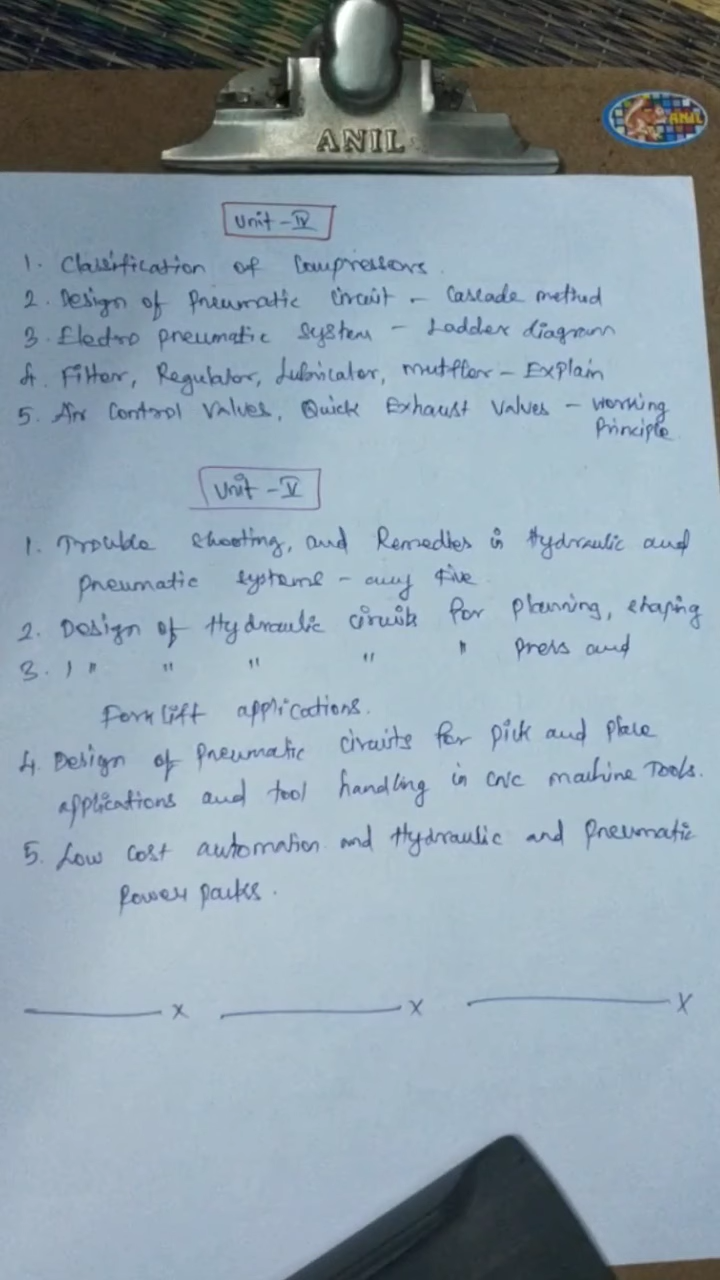 ANIL
ANIL
Unit - IV
1. Classification of Compressors.
2. Design of Pneumatic Circuit - Cascade method
3. Electro pneumatic System - Ladder diagram
4. Filter, Regulator, Lubricator, Mutfler - Explain
5. Air Control Valves, Quick Exhaust Valves - Working
Principle
Unit - V
1. Trouble Shooting, and Remedies in Hydraulic and
Pneumatic systems - any five.
2. Design of Hydraulic circuits for planning, shaping
3. " " " " " press and
Forklift applications.
4. Design of Pneumatic circuits for pick and place
applications and tool handling in CNC machine Tools.
5. Low cost automation and Hydraulic and Pneumatic
Power packs.
x x x